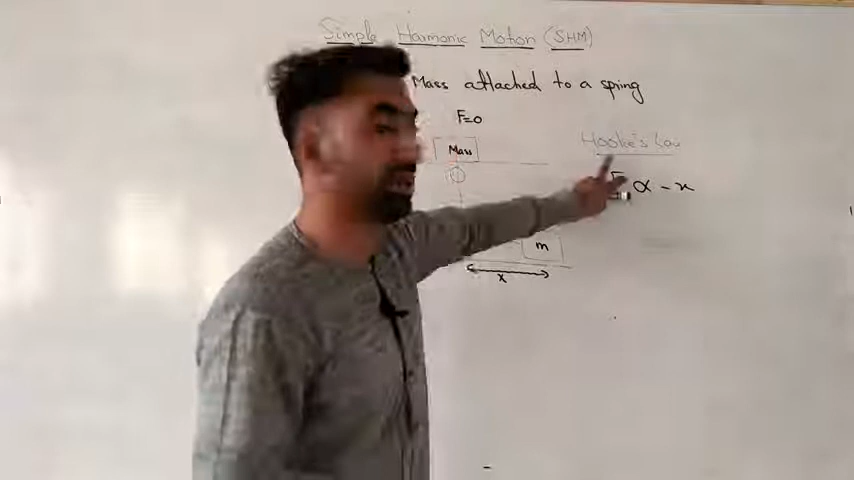 Simple Harmonic Motion (SHM)
Mass attached to a spring
F=0
Mass
Hooke's Law
F α - x
m
x